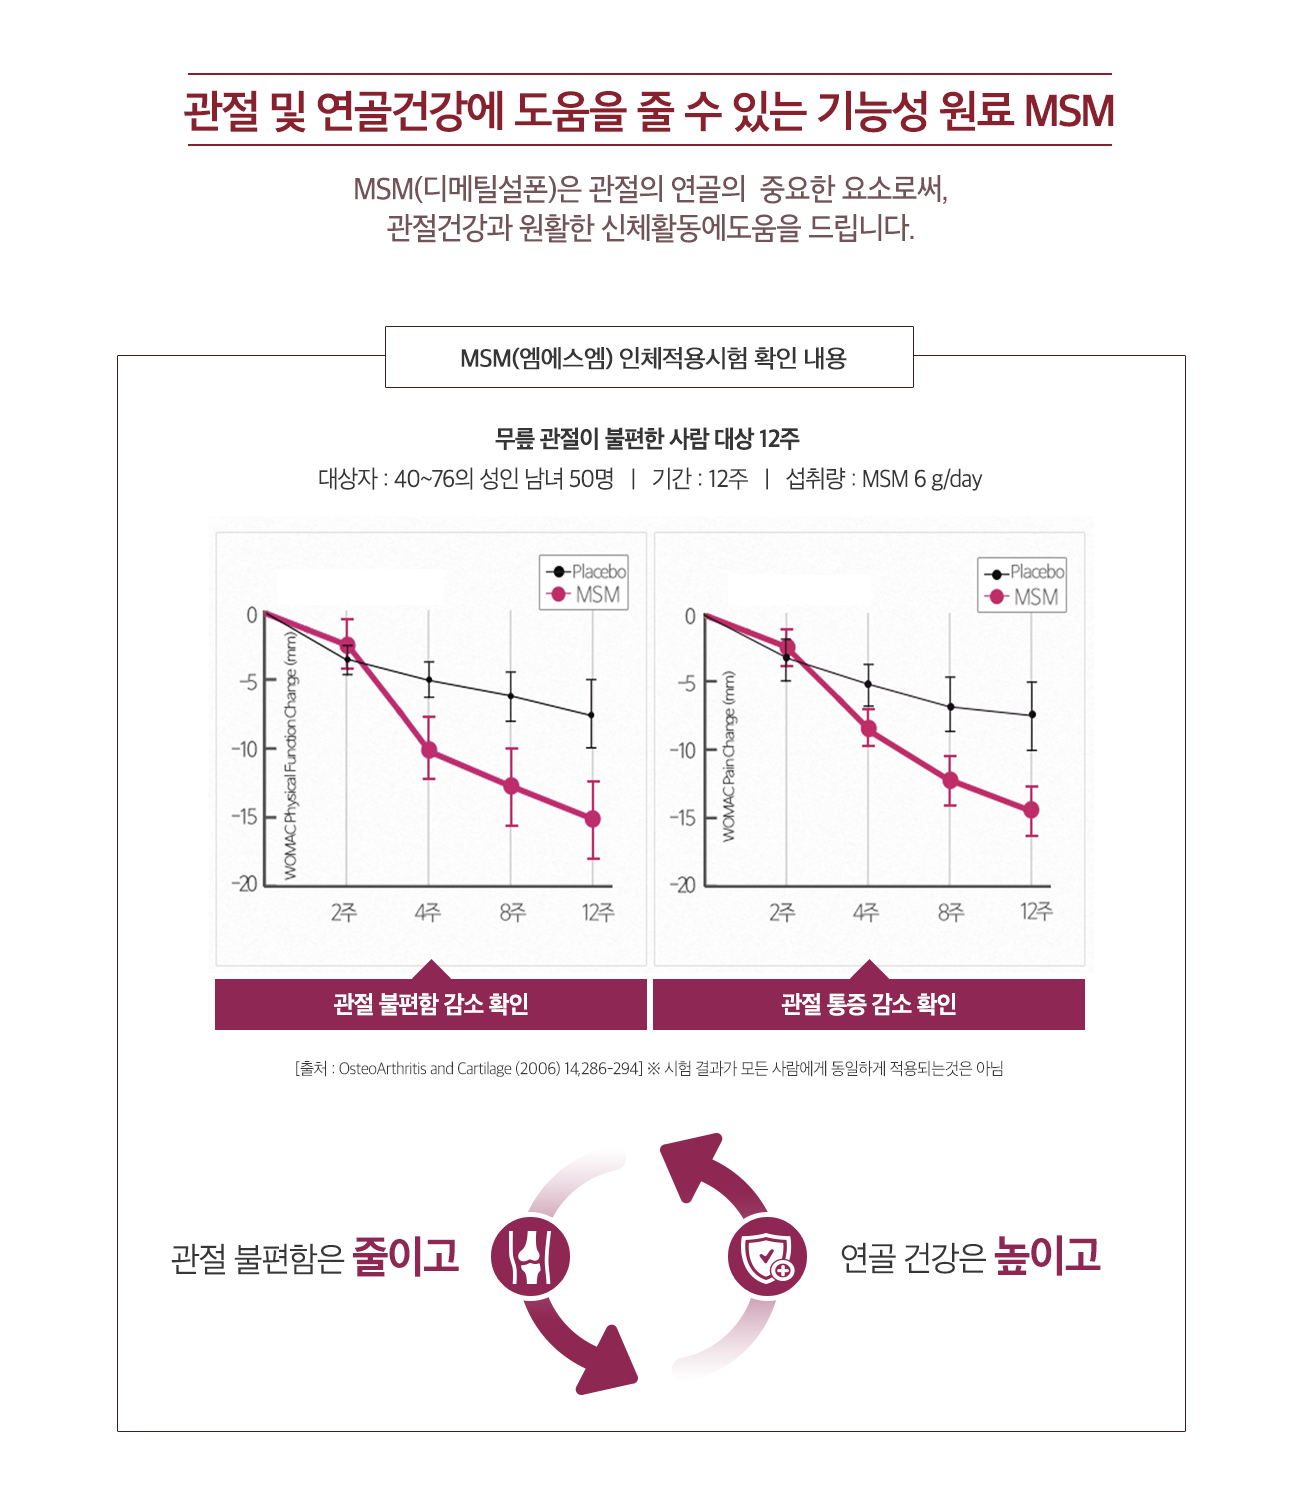 관절 및 연골건강에 도움을 줄 수 있는 기능성 원료 MSM
MSM(디메틸설폰)은 관절의 연골의 중요한 요소로써,
관절건강과 원활한 신체활동에도움을 드립니다.
MSM(엠에스엠) 인체적용시험 확인 내용
무릎 관절이 불편한 사람 대상 12주
대상자 : 40~76의 성인 남녀 50명 | 기간 : 12주 | 섭취량 : MSM 6 g/day
Placebo
MSM
0
-5
-10
-15
-20
WOMAC Physical Function Change (mm)
2주 4주 8주 12주
관절 불편함 감소 확인
Placebo
MSM
0
-5
-10
-15
-20
WOMAC Pain Change (mm)
2주 4주 8주 12주
관절 통증 감소 확인
[출처 : OsteoArthritis and Cartilage (2006) 14,286-294] ※ 시험 결과가 모든 사람에게 동일하게 적용되는것은 아님
관절 불편함은 줄이고
연골 건강은 높이고